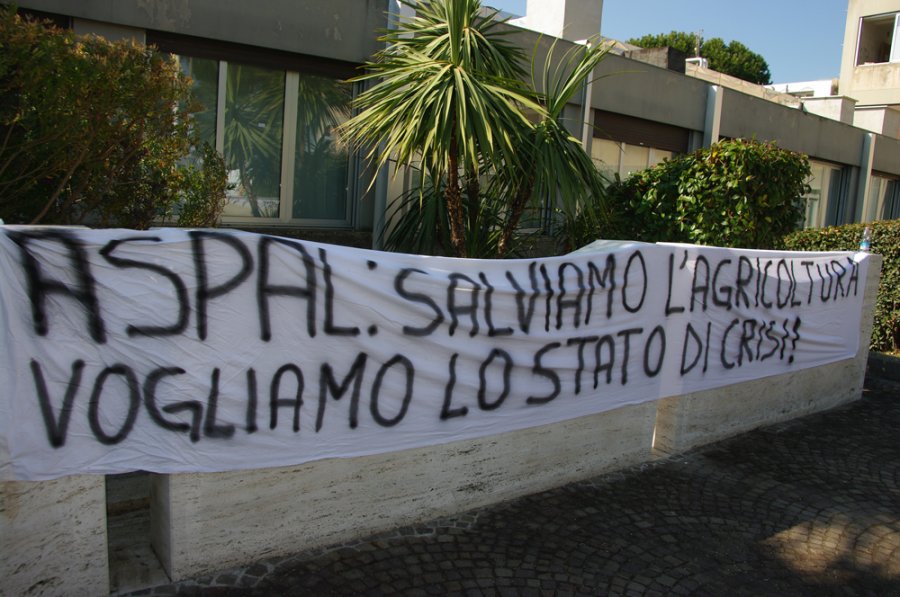 ASPAL: SALVIAMO L'AGRICOLTURA
VOGLIAMO LO STATO DI CRISI!